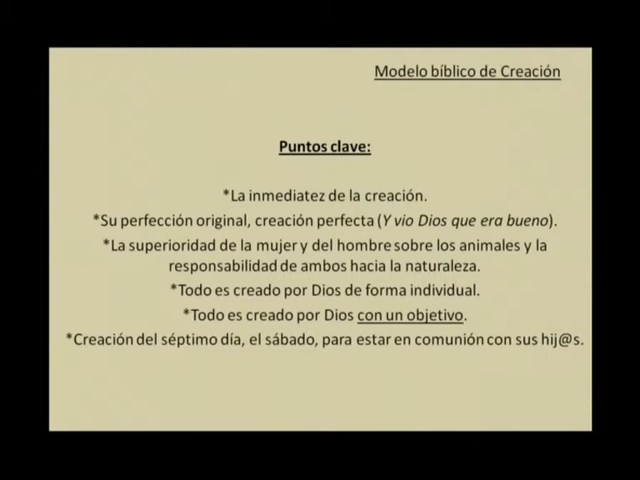 Modelo bíblico de Creación
Puntos clave:
*La inmediatez de la creación.
*Su perfección original, creación perfecta (Y vio Dios que era bueno).
*La superioridad de la mujer y del hombre sobre los animales y la
responsabilidad de ambos hacia la naturaleza.
*Todo es creado por Dios de forma individual.
*Todo es creado por Dios con un objetivo.
*Creación del séptimo día, el sábado, para estar en comunión con sus hij@s.